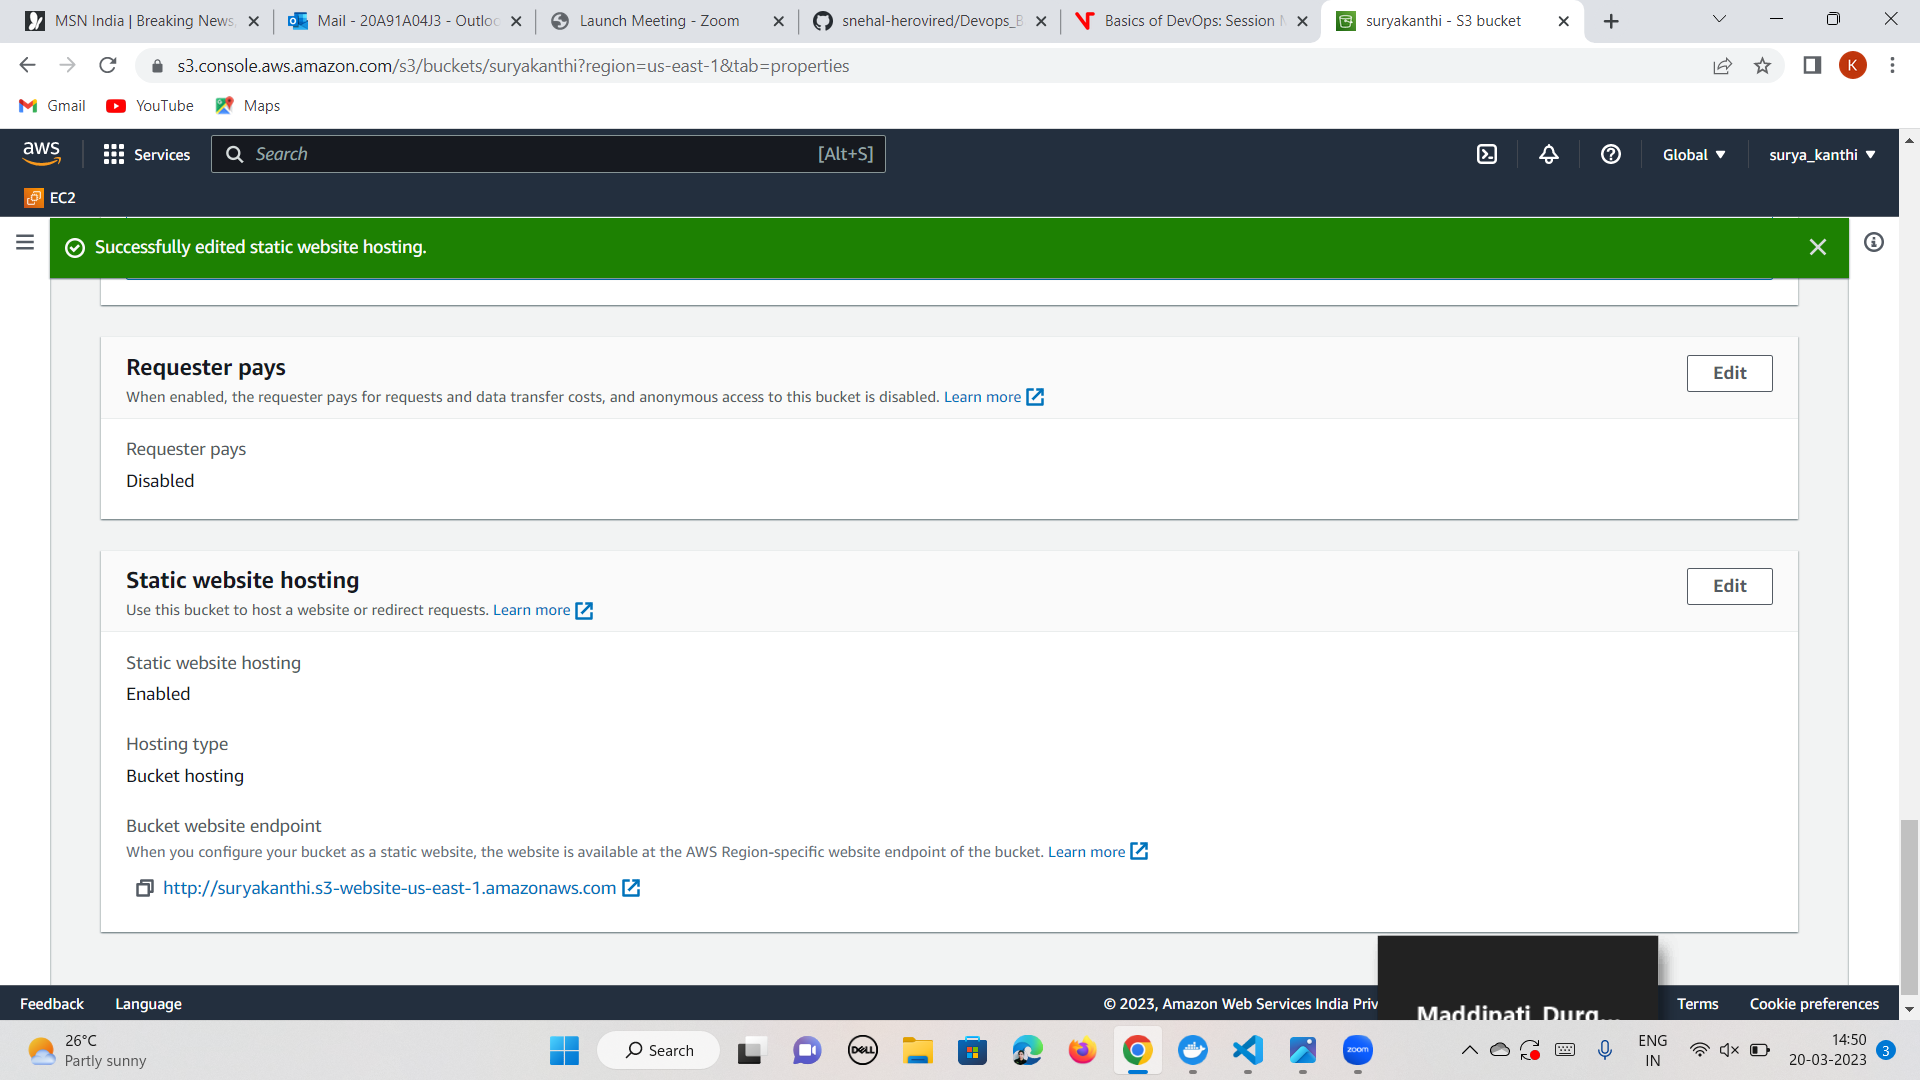 MSN India | Breaking News,
Mail - 20A91A04J3 - Outloo
Launch Meeting - Zoom
snehal-herovired/Devops_B
Basics of DevOps: Session M
suryakanthi - S3 bucket
s3.console.aws.amazon.com/s3/buckets/suryakanthi?region=us-east-1&tab=properties
K
Gmail
YouTube
Maps
aws
Services
Search
[Alt+S]
Global
surya_kanthi
EC2
Successfully edited static website hosting.
Requester pays
Edit
When enabled, the requester pays for requests and data transfer costs, and anonymous access to this bucket is disabled. Learn more
Requester pays
Disabled
Static website hosting
Edit
Use this bucket to host a website or redirect requests. Learn more
Static website hosting
Enabled
Hosting type
Bucket hosting
Bucket website endpoint
When you configure your bucket as a static website, the website is available at the AWS Region-specific website endpoint of the bucket. Learn more
http://suryakanthi.s3-website-us-east-1.amazonaws.com
Feedback
Language
© 2023, Amazon Web Services India Priv
Maddipati Durg...
Terms
Cookie preferences
26°C
Partly sunny
Search
DELL
zoom
ENG
IN
14:50
20-03-2023
3